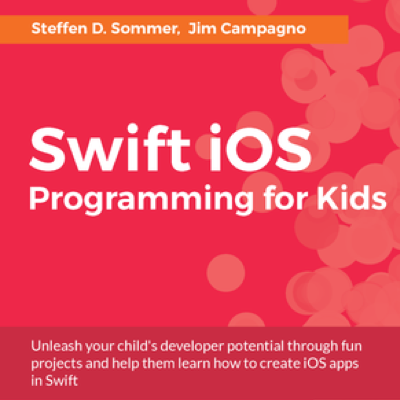 Steffen D. Sommer, Jim Campagno
Swift iOS
Programming for Kids
Unleash your child's developer potential through fun
projects and help them learn how to create iOS apps
in Swift